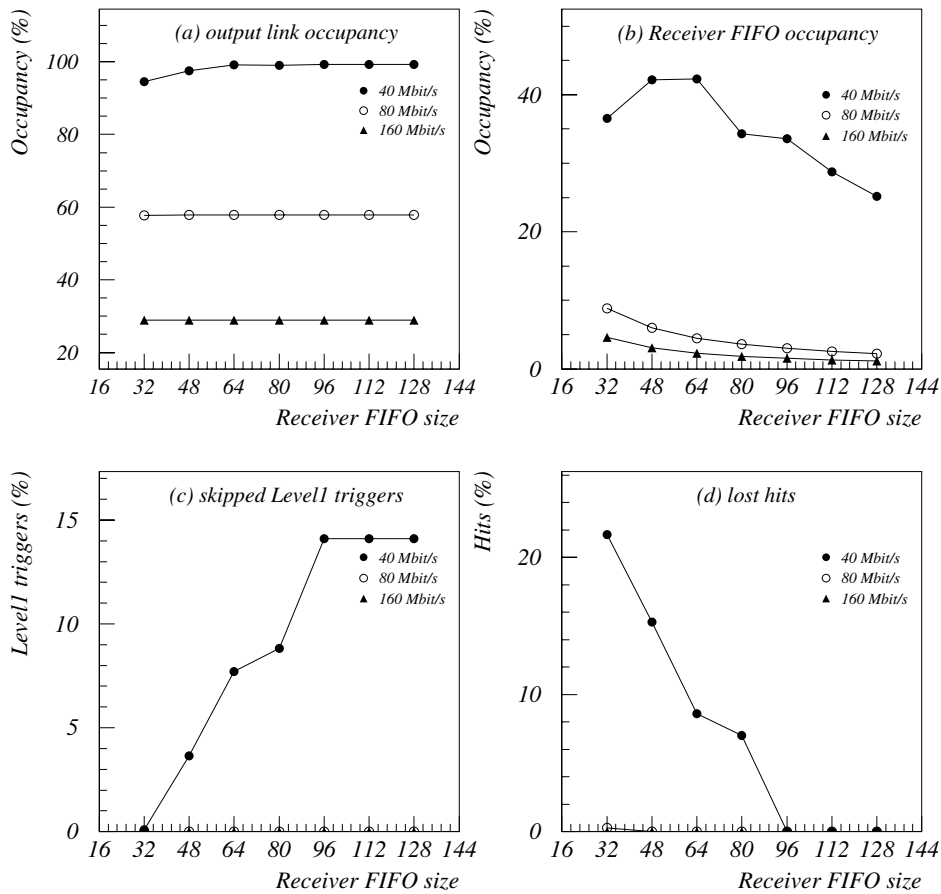 (a) output link occupancy
Occupancy (%)
100
80
60
40
20
40 Mbit/s
80 Mbit/s
160 Mbit/s
16 32 48 64 80 96 112 128 144
Receiver FIFO size
(b) Receiver FIFO occupancy
Occupancy (%)
40
20
0
40 Mbit/s
80 Mbit/s
160 Mbit/s
16 32 48 64 80 96 112 128 144
Receiver FIFO size
(c) skipped Level1 triggers
Level1 triggers (%)
15
10
5
0
40 Mbit/s
80 Mbit/s
160 Mbit/s
16 32 48 64 80 96 112 128 144
Receiver FIFO size
(d) lost hits
Hits (%)
20
10
0
40 Mbit/s
80 Mbit/s
160 Mbit/s
16 32 48 64 80 96 112 128 144
Receiver FIFO size